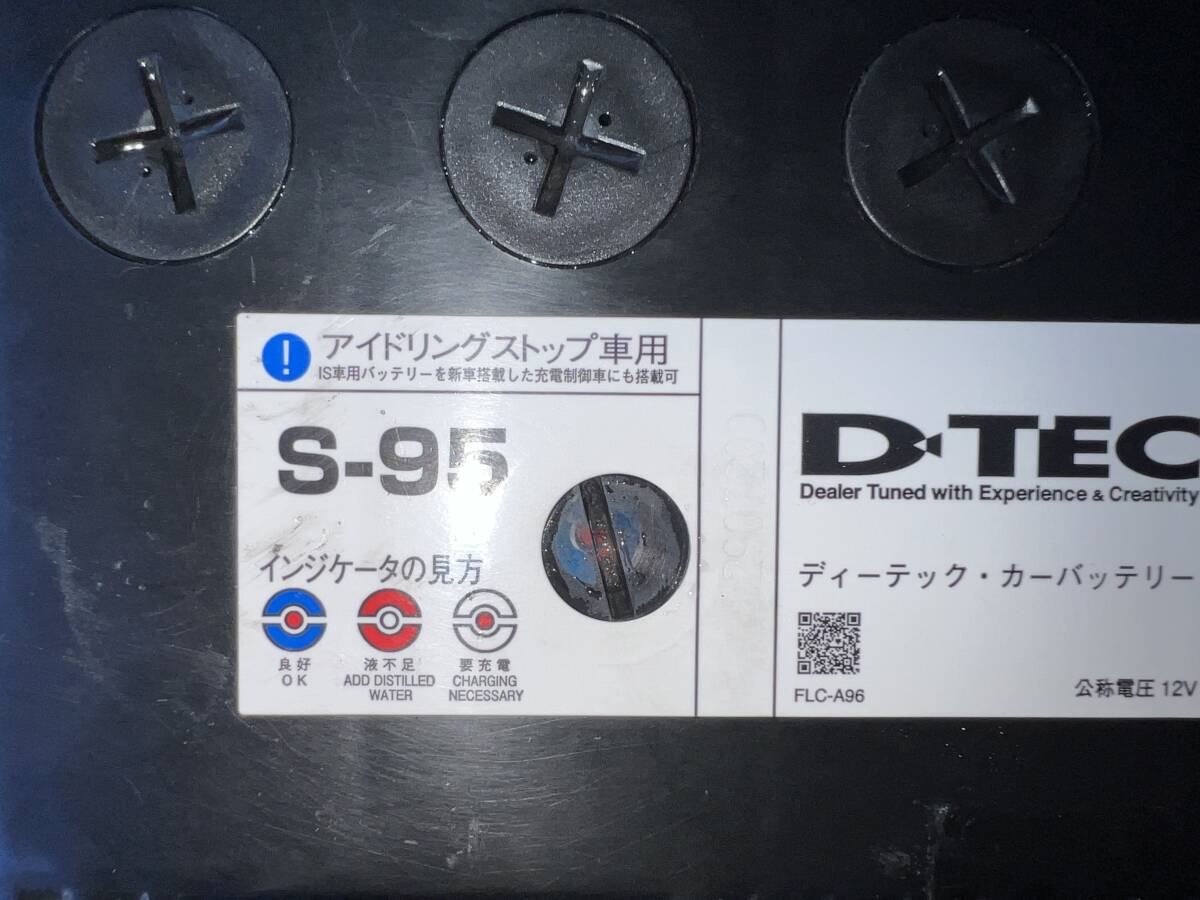 ! アイドリングストップ車用
IS車用バッテリーを新車搭載した充電制御車にも搭載可
S-95
インジケータの見方
良好
OK
液不足
ADD DISTILLED
WATER
要充電
CHARGING
NECESSARY
D-TEC
Dealer Tuned with Experience & Creativity
ディーテック・カーバッテリー
FLC-A96
公称電圧 12V